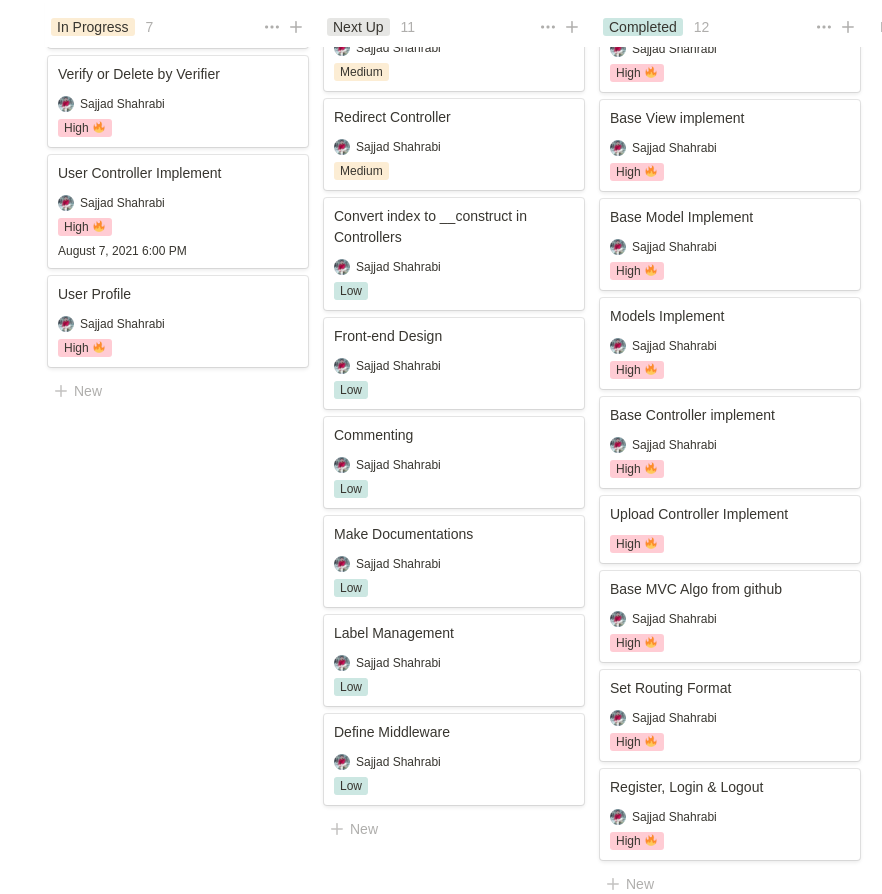 In Progress 7
Verify or Delete by Verifier
Sajjad Shahrabi
High 🔥
User Controller Implement
Sajjad Shahrabi
High 🔥
August 7, 2021 6:00 PM
User Profile
Sajjad Shahrabi
High 🔥
New
Next Up 11
Sajjad Shahrabi
Medium
Redirect Controller
Sajjad Shahrabi
Medium
Convert index to __construct in
Controllers
Sajjad Shahrabi
Low
Front-end Design
Sajjad Shahrabi
Low
Commenting
Sajjad Shahrabi
Low
Make Documentations
Sajjad Shahrabi
Low
Label Management
Sajjad Shahrabi
Low
Define Middleware
Sajjad Shahrabi
Low
New
Completed 12
Sajjad Shahrabi
High 🔥
Base View implement
Sajjad Shahrabi
High 🔥
Base Model Implement
Sajjad Shahrabi
High 🔥
Models Implement
Sajjad Shahrabi
High 🔥
Base Controller implement
Sajjad Shahrabi
High 🔥
Upload Controller Implement
High 🔥
Base MVC Algo from github
Sajjad Shahrabi
High 🔥
Set Routing Format
Sajjad Shahrabi
High 🔥
Register, Login & Logout
Sajjad Shahrabi
High 🔥
New